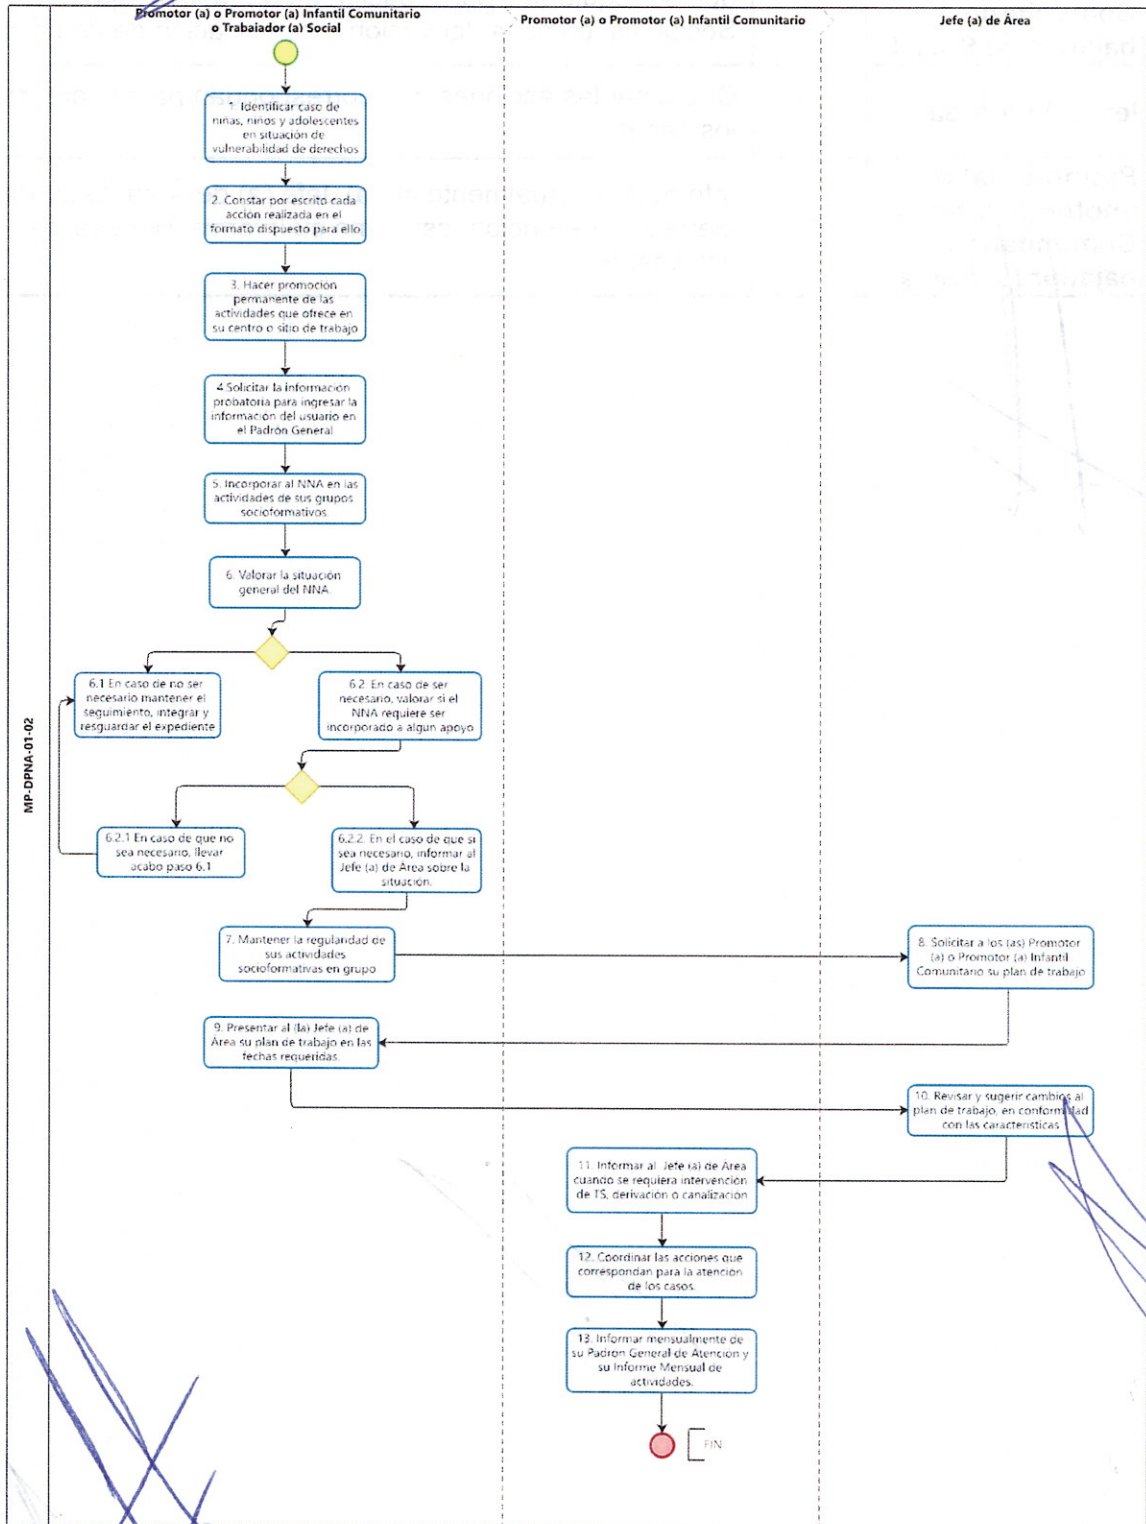 Promotor (a) o Promotor (a) Infantil Comunitario
o Trabajador (a) Social
Promotor (a) o Promotor (a) Infantil Comunitario
Jefe (a) de Área
MP-DPNA-01-02
1. Identificar caso de
niñas, niños y adolescentes
en situación de
vulnerabilidad de derechos
2. Constar por escrito cada
acción realizada en el
formato dispuesto para ello
3. Hacer promoción
permanente de las
actividades que ofrece en
su centro o sitio de trabajo
4 Solicitar la información
probatoria para ingresar la
información del usuario en
el Padrón General
5. Incorporar al NNA en las
actividades de sus grupos
socioformativos.
6. Valorar la situación
general del NNA.
6.1 En caso de no ser
necesario mantener el
seguimiento, integrar y
resguardar el expediente
6.2. En caso de ser
necesario, valorar si el
NNA requiere ser
incorporado a algún apoyo
6.2.1 En caso de que no
sea necesario, llevar
acabo paso 6.1
6.2.2. En el caso de que si
sea necesario, informar al
Jefe (a) de Área sobre la
situación.
7. Mantener la regularidad de
sus actividades
socioformativas en grupo
8. Solicitar a los (as) Promotor
(a) o Promotor (a) Infantil
Comunitario su plan de trabajo
9. Presentar al (la) Jefe (a) de
Área su plan de trabajo en las
fechas requeridas.
10. Revisar y sugerir cambios al
plan de trabajo, en conformidad
con las características
11. Informar al Jefe (a) de Área
cuando se requiera intervención
de TS, derivación o canalización
12. Coordinar las acciones que
correspondan para la atención
de los casos.
13. Informar mensualmente de
su Padrón General de Atención y
su Informe Mensual de
actividades.
FIN